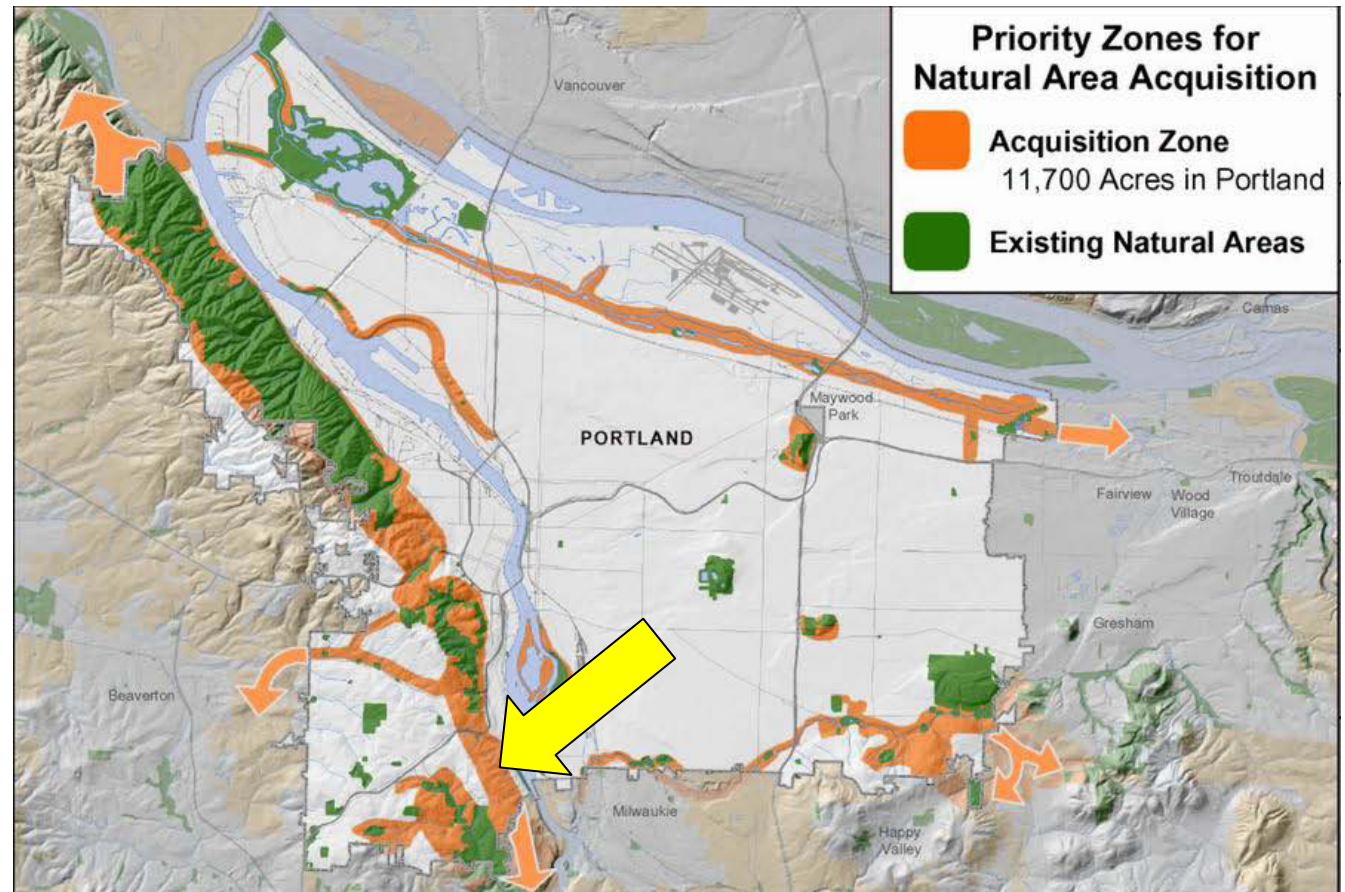 Priority Zones for
Natural Area Acquisition
Acquisition Zone
11,700 Acres in Portland
Existing Natural Areas
Vancouver
Camas
Maywood
Park
PORTLAND
Troutdale
Fairview
Wood
Village
Gresham
Beaverton
Milwaukie
Happy
Valley